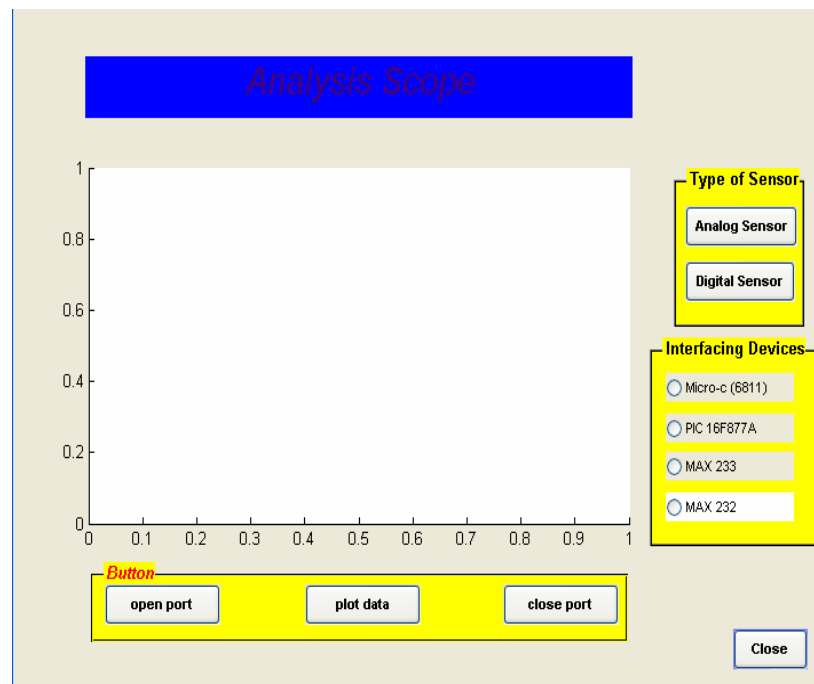 Analysis Scope
1
0.8
0.6
0.4
0.2
0
0 0.1 0.2 0.3 0.4 0.5 0.6 0.7 0.8 0.9 1
Type of Sensor
Analog Sensor
Digital Sensor
Interfacing Devices
Micro-c (6811)
PIC 16F877A
MAX 233
MAX 232
Button
open port plot data close port
Close